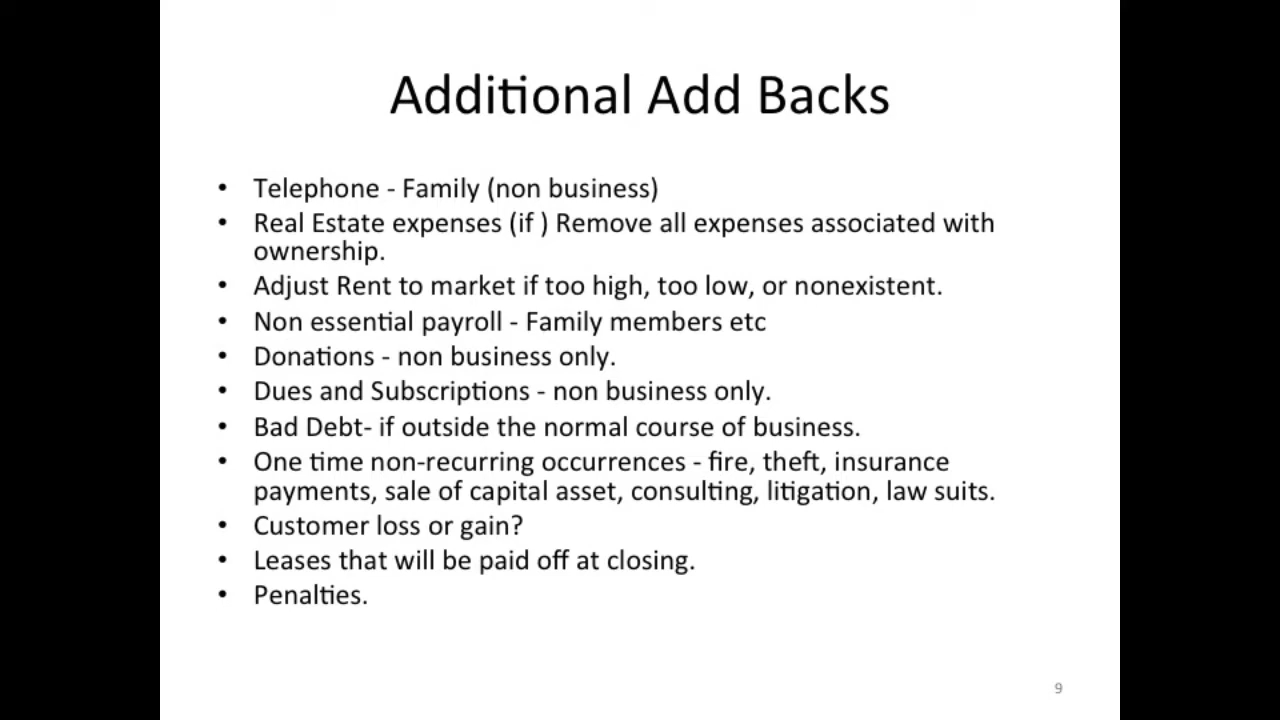 Additional Add Backs
• Telephone - Family (non business)
• Real Estate expenses (if ) Remove all expenses associated with
ownership.
• Adjust Rent to market if too high, too low, or nonexistent.
• Non essential payroll - Family members etc
• Donations - non business only.
• Dues and Subscriptions - non business only.
• Bad Debt- if outside the normal course of business.
• One time non-recurring occurrences - fire, theft, insurance
payments, sale of capital asset, consulting, litigation, law suits.
• Customer loss or gain?
• Leases that will be paid off at closing.
• Penalties.
9